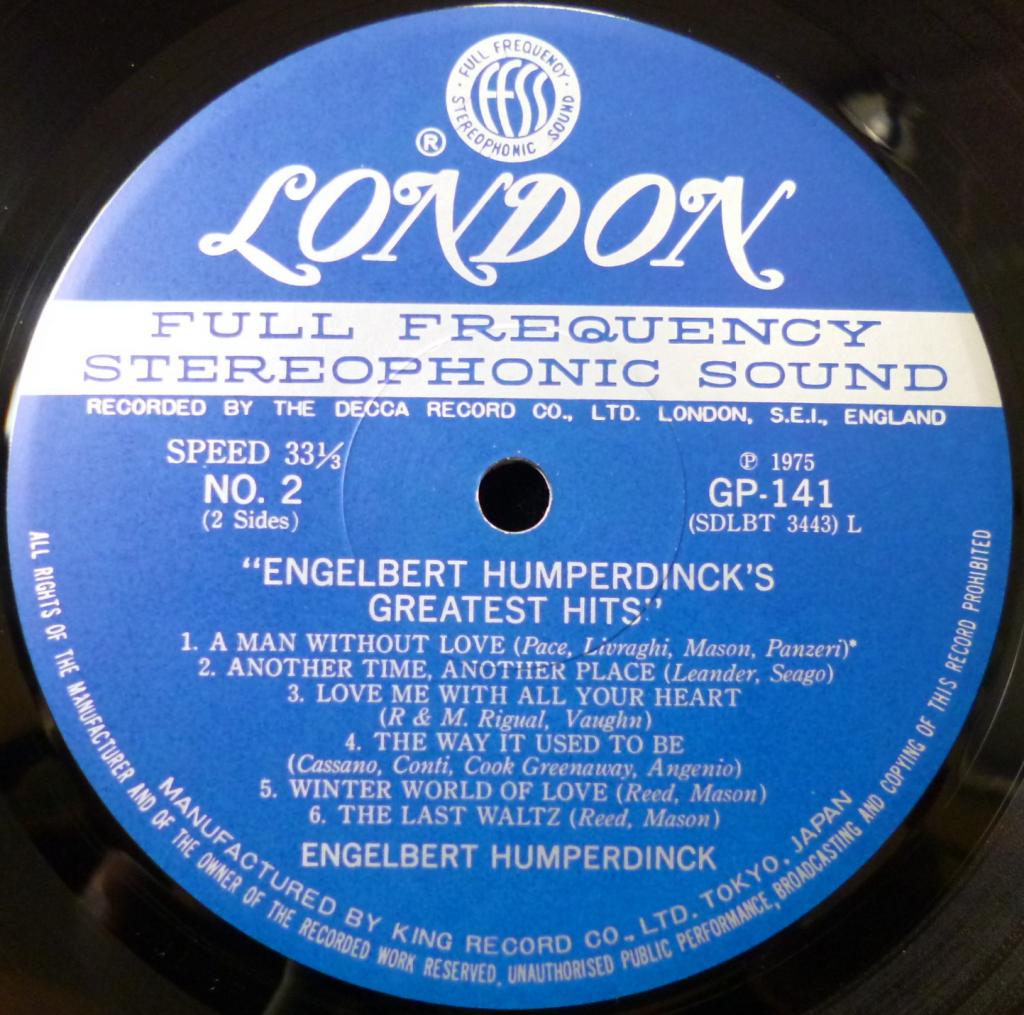 FULL FREQUENCY
ffss
STEREOPHONIC SOUND
®
LONDON
FULL FREQUENCY
STEREOPHONIC SOUND
RECORDED BY THE DECCA RECORD CO., LTD. LONDON, S.E.I., ENGLAND
SPEED 33⅓
NO. 2
(2 Sides)
℗ 1975
GP-141
(SDLBT 3443) L
"ENGELBERT HUMPERDINCK'S
GREATEST HITS"
1. A MAN WITHOUT LOVE (Pace, Livraghi, Mason, Panzeri)*
2. ANOTHER TIME, ANOTHER PLACE (Leander, Seago)
3. LOVE ME WITH ALL YOUR HEART
(R & M. Rigual, Vaughn)
4. THE WAY IT USED TO BE
(Cassano, Conti, Cook Greenaway, Angenio)
5. WINTER WORLD OF LOVE (Reed, Mason)
6. THE LAST WALTZ (Reed, Mason)
ENGELBERT HUMPERDINCK
MANUFACTURED BY KING RECORD CO., LTD. TOKYO, JAPAN
ALL RIGHTS OF THE MANUFACTURER AND OF THE OWNER OF THE RECORDED WORK RESERVED, UNAUTHORISED PUBLIC PERFORMANCE, BROADCASTING AND COPYING OF THIS RECORD PROHIBITED